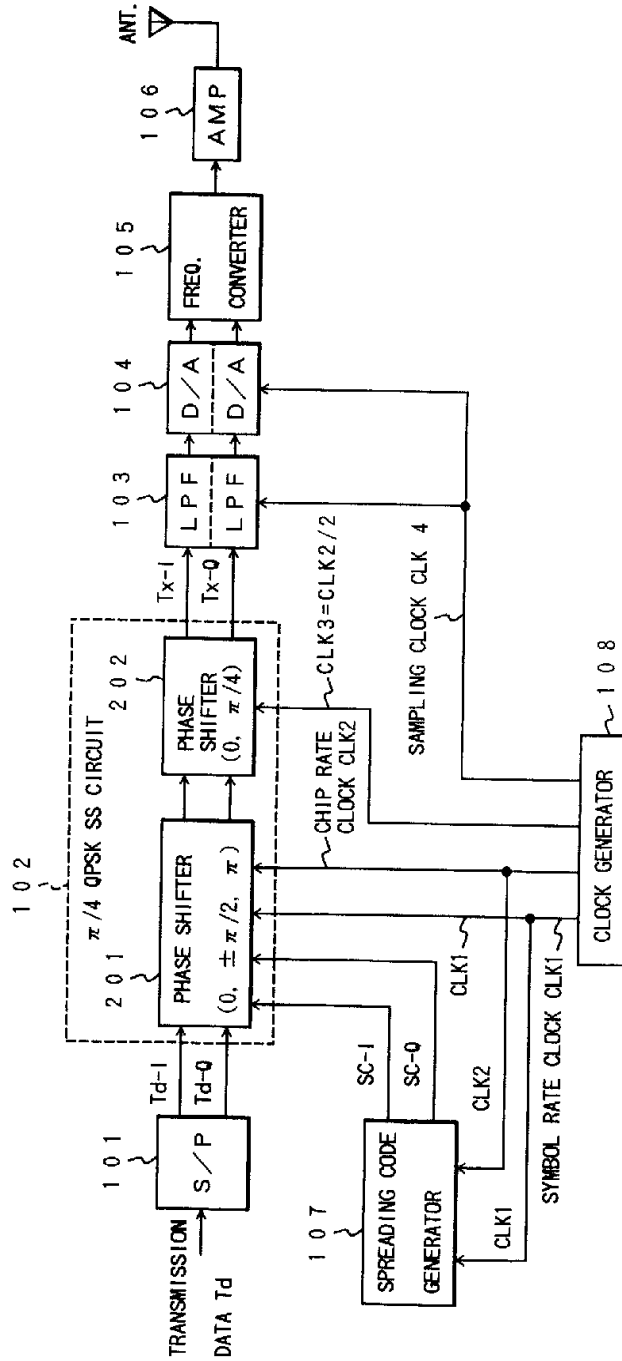 TRANSMISSION
DATA Td
101
S/P
Td-I
Td-Q
102
π/4 QPSK SS CIRCUIT
201
PHASE SHIFTER
(0, ±π/2, π)
202
PHASE
SHIFTER
(0, π/4)
Tx-I
Tx-Q
103
LPF
LPF
104
D/A
D/A
105
FREQ.
CONVERTER
106
AMP
ANT.
107
SPREADING CODE
GENERATOR
SC-I
SC-Q
CLK1
CLK2
CLK1
SYMBOL RATE CLOCK CLK1
CHIP RATE
CLOCK CLK2
CLK3=CLK2/2
SAMPLING CLOCK CLK 4
CLOCK GENERATOR
108